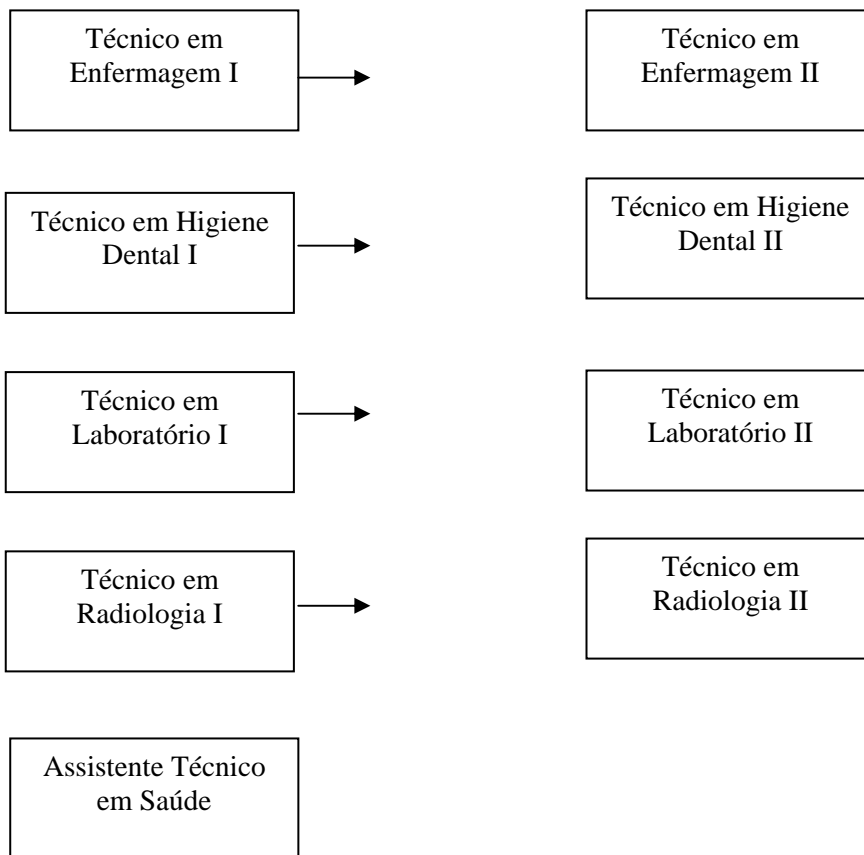 Técnico em
Enfermagem I
Técnico em
Enfermagem II
Técnico em Higiene
Dental I
Técnico em Higiene
Dental II
Técnico em
Laboratório I
Técnico em
Laboratório II
Técnico em
Radiologia I
Técnico em
Radiologia II
Assistente Técnico
em Saúde